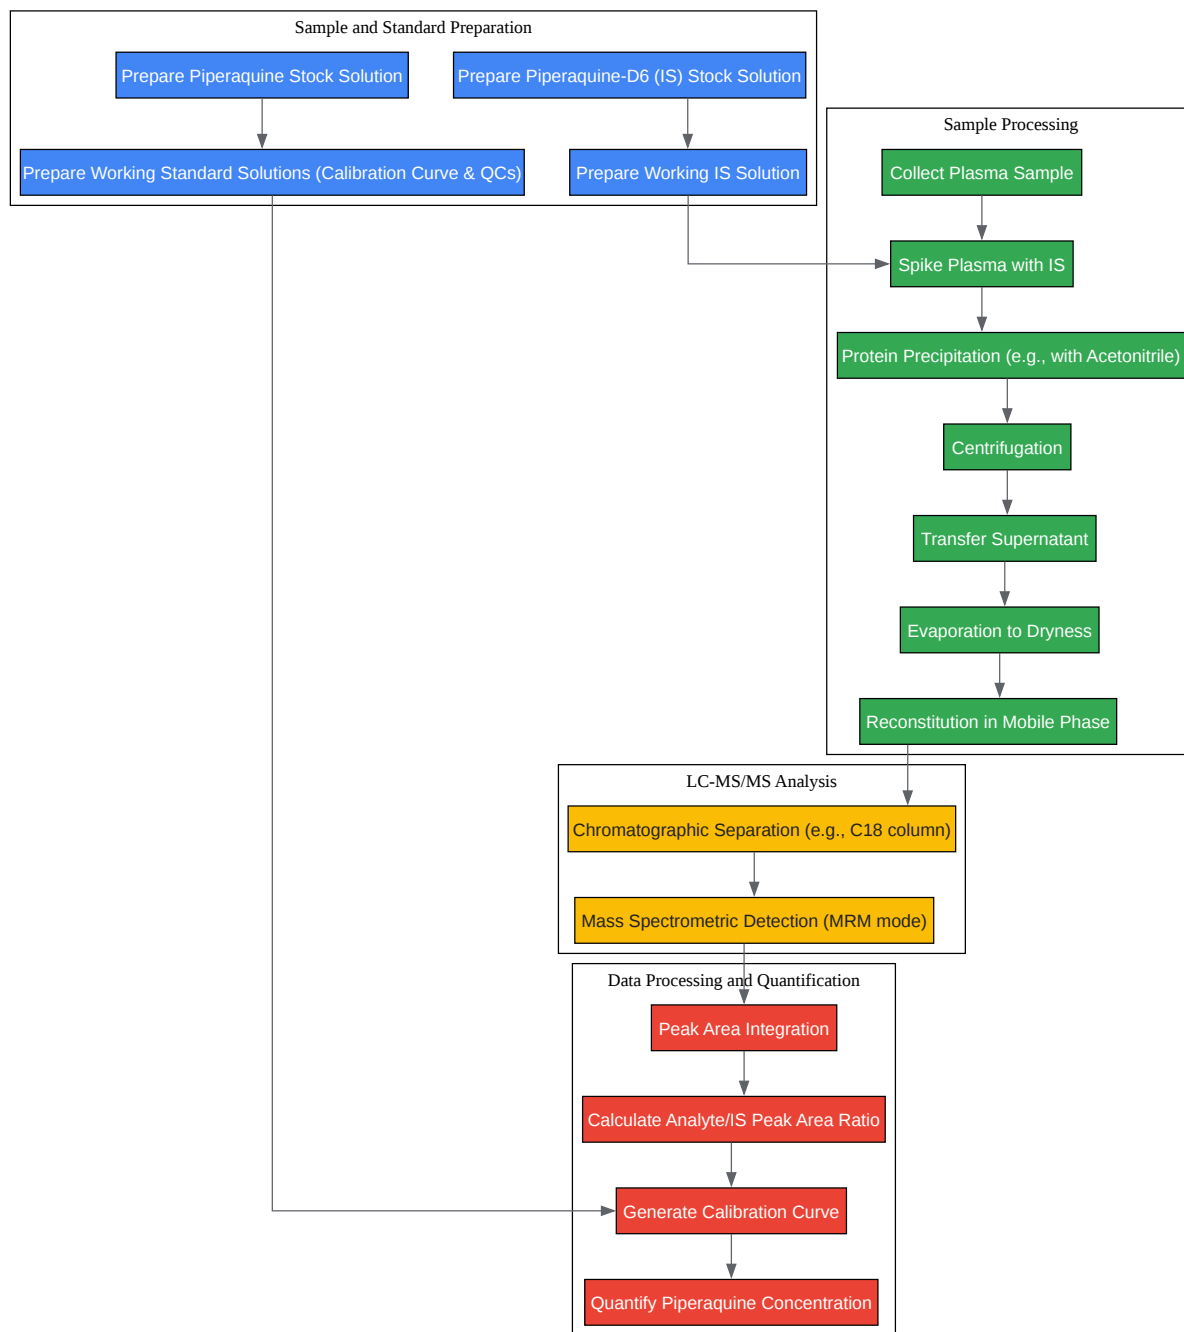 Sample and Standard Preparation
Prepare Piperaquine Stock Solution
Prepare Piperaquine-D6 (IS) Stock Solution
Prepare Working Standard Solutions (Calibration Curve & QCs)
Prepare Working IS Solution
Sample Processing
Collect Plasma Sample
Spike Plasma with IS
Protein Precipitation (e.g., with Acetonitrile)
Centrifugation
Transfer Supernatant
Evaporation to Dryness
Reconstitution in Mobile Phase
LC-MS/MS Analysis
Chromatographic Separation (e.g., C18 column)
Mass Spectrometric Detection (MRM mode)
Data Processing and Quantification
Peak Area Integration
Calculate Analyte/IS Peak Area Ratio
Generate Calibration Curve
Quantify Piperaquine Concentration